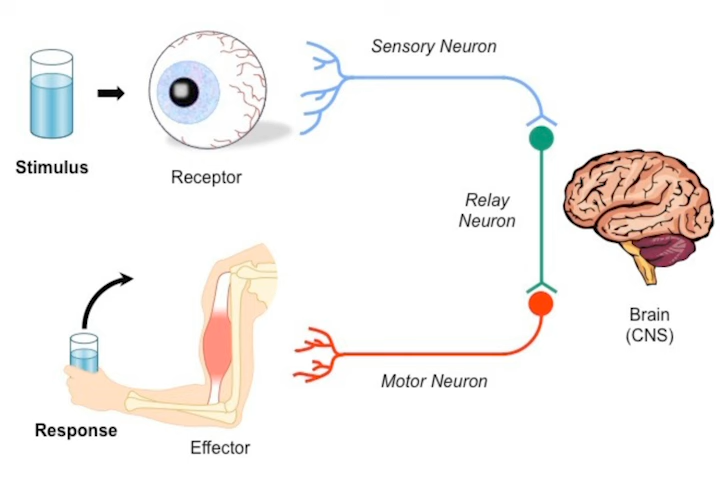 Sensory Neuron
Stimulus
Receptor
Relay
Neuron
Brain
(CNS)
Motor Neuron
Response
Effector